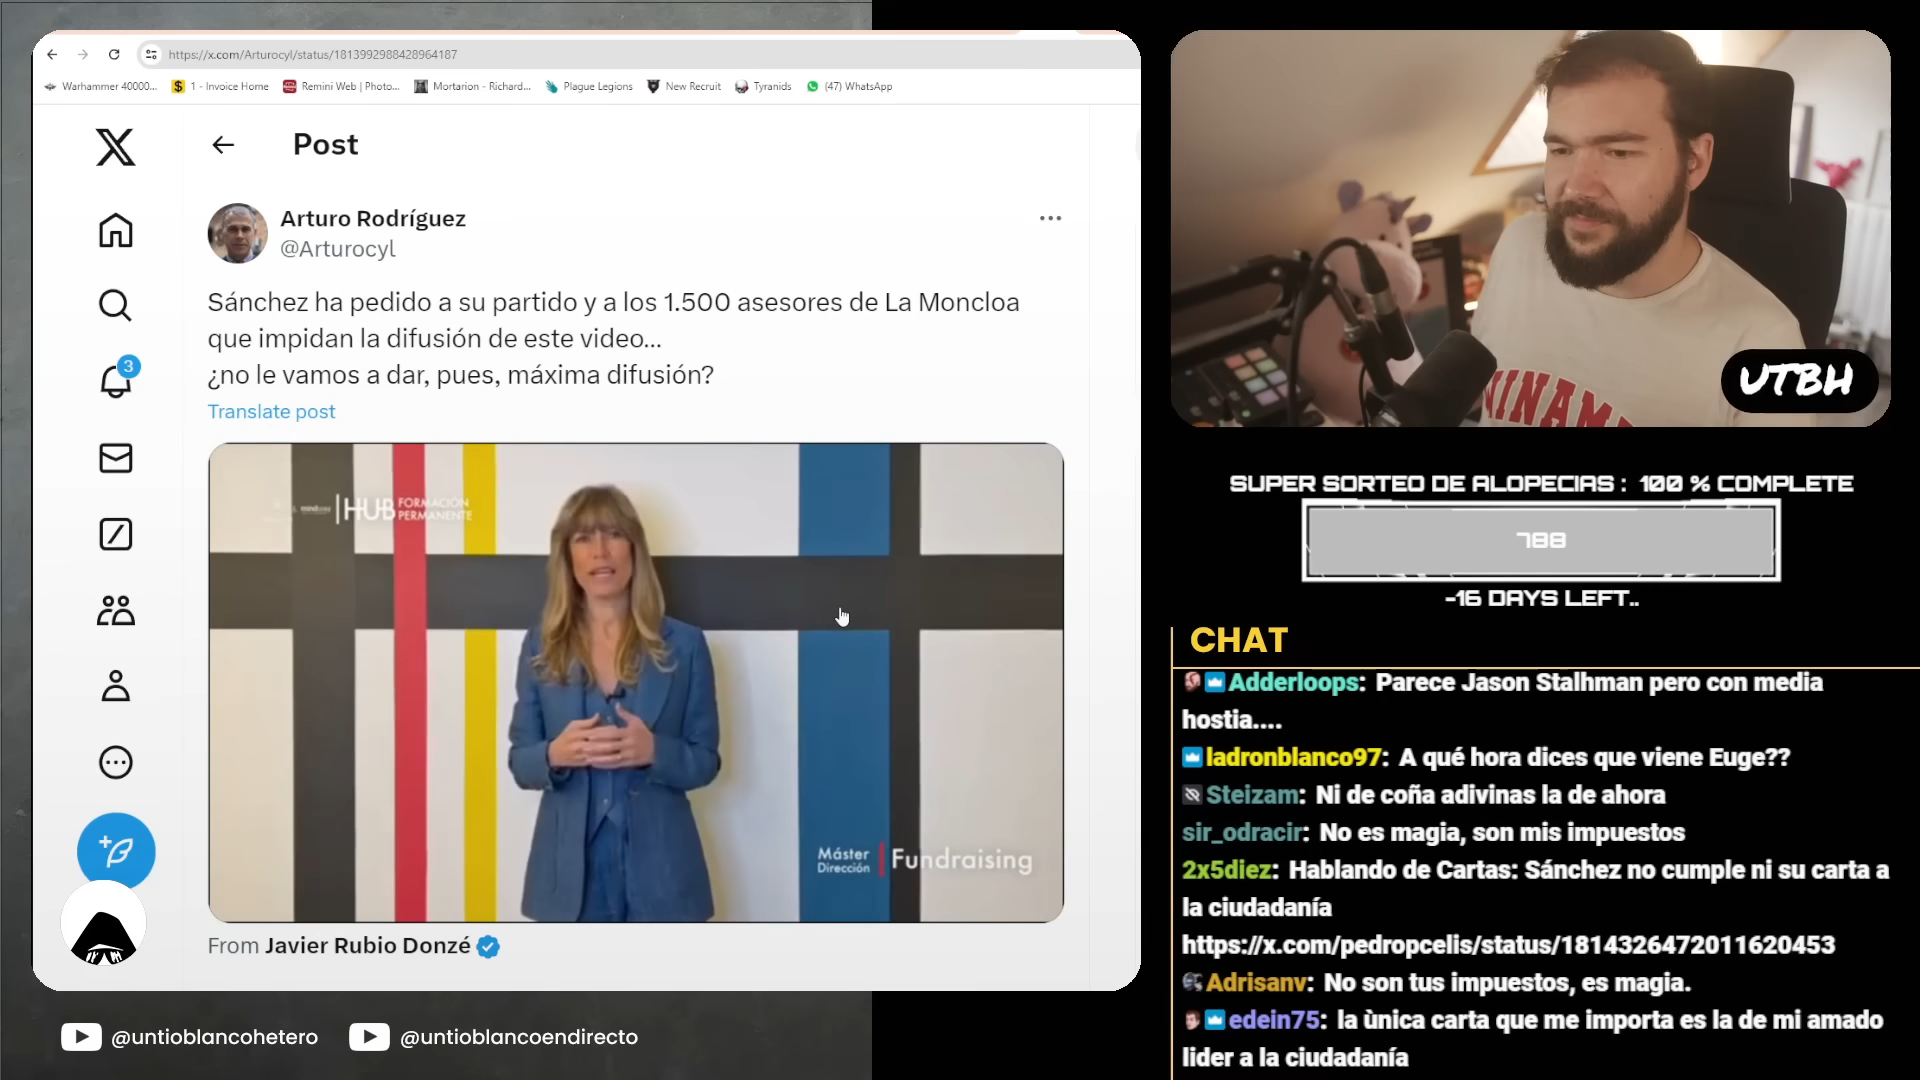 https://x.com/Arturocyl/status/1813992988428964187
Warhammer 40000...
1 - Invoice Home
Remini Web | Photo...
Mortarion - Richard...
Plague Legions
New Recruit
Tyranids
(47) WhatsApp
Post
Arturo Rodríguez
@Arturocyl
Sánchez ha pedido a su partido y a los 1.500 asesores de La Moncloa
que impidan la difusión de este video...
¿no le vamos a dar, pues, máxima difusión?
Translate post
3
HUB FORMACIÓN
PERMANENTE
Máster
Dirección
Fundraising
From Javier Rubio Donzé
@untioblancohetero
@untioblancoendirecto
UTBH
SUPER SORTEO DE ALOPECIAS : 100 % COMPLETE
788
-16 DAYS LEFT..
CHAT
Adderloops: Parece Jason Stalhman pero con media
hostia....
ladronblanco97: A qué hora dices que viene Euge??
Steizam: Ni de coña adivinas la de ahora
sir_odracir: No es magia, son mis impuestos
2x5diez: Hablando de Cartas: Sánchez no cumple ni su carta a
la ciudadanía
https://x.com/pedropcelis/status/1814326472011620453
Adrisanv: No son tus impuestos, es magia.
edein75: la ùnica carta que me importa es la de mi amado
lider a la ciudadanía